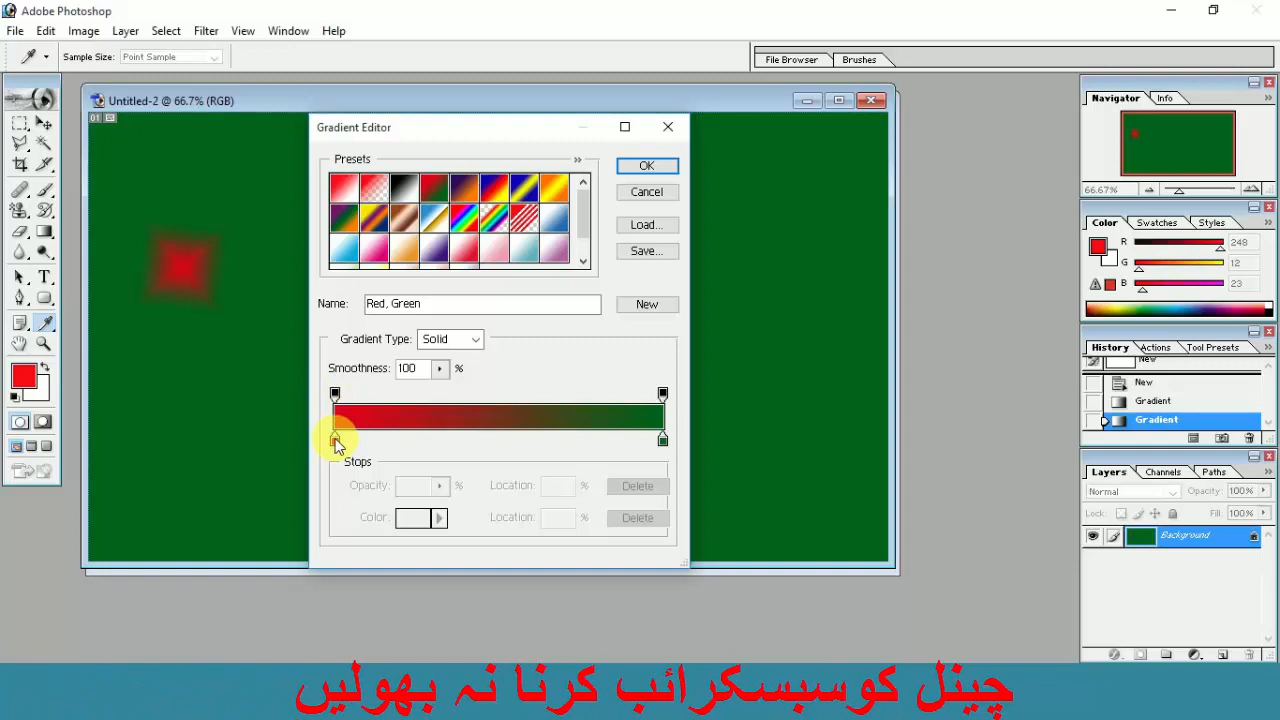 Adobe Photoshop
File Edit Image Layer Select Filter View Window Help
Sample Size: Point Sample
File Browser Brushes
Untitled-2 @ 66.7% (RGB)
01
Gradient Editor
Presets
OK
Cancel
Load...
Save...
Name: Red, Green
New
Gradient Type: Solid
Smoothness: 100 %
Stops
Opacity: % Location: % Delete
Color: Location: % Delete
Navigator Info
66.67%
Color Swatches Styles
R 248
G 12
B 23
History Actions Tool Presets
New
New
Gradient
Gradient
Layers Channels Paths
Normal Opacity: 100%
Lock: Fill: 100%
Background
چینل کوسبسکرائب کرنا نہ بھولیں